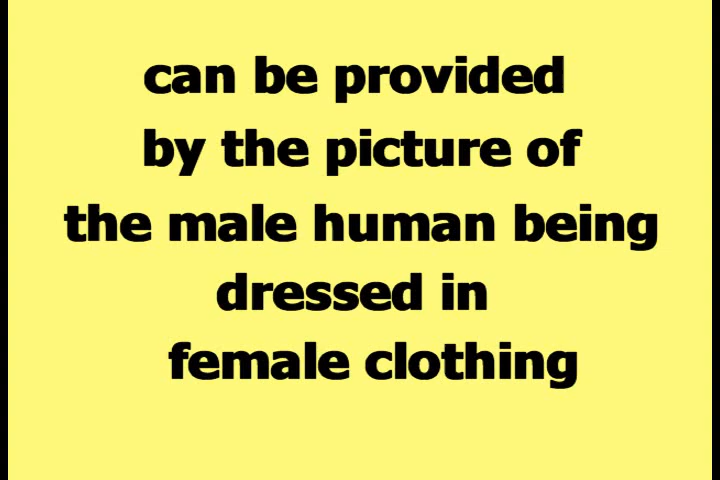 can be provided
by the picture of
the male human being
dressed in
female clothing